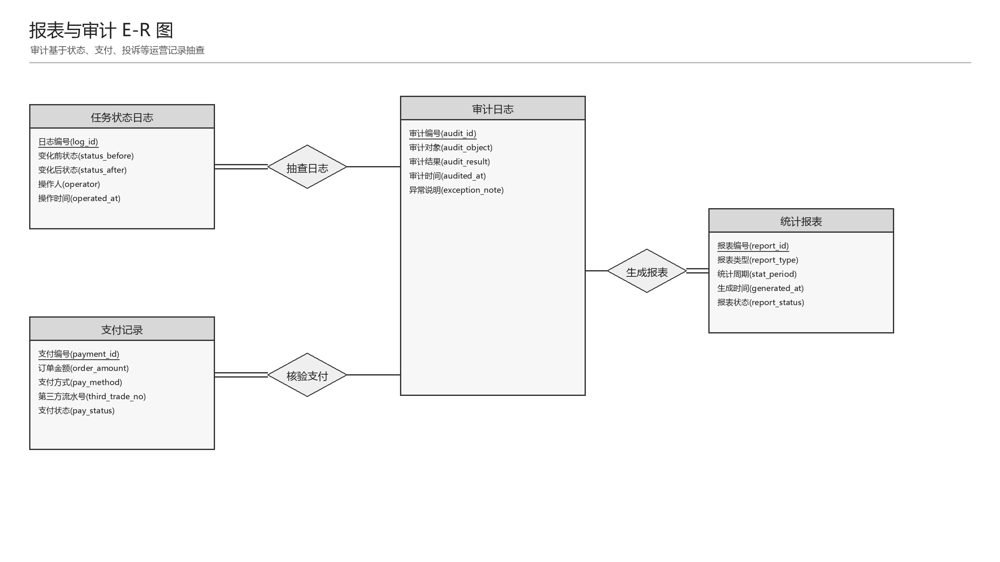 报表与审计 E-R 图
审计基于状态、支付、投诉等运营记录抽查
任务状态日志
日志编号(log_id)
变化前状态(status_before)
变化后状态(status_after)
操作人(operator)
操作时间(operated_at)
抽查日志
审计日志
审计编号(audit_id)
审计对象(audit_object)
审计结果(audit_result)
审计时间(audited_at)
异常说明(exception_note)
生成报表
统计报表
报表编号(report_id)
报表类型(report_type)
统计周期(stat_period)
生成时间(generated_at)
报表状态(report_status)
支付记录
支付编号(payment_id)
订单金额(order_amount)
支付方式(pay_method)
第三方流水号(third_trade_no)
支付状态(pay_status)
核验支付